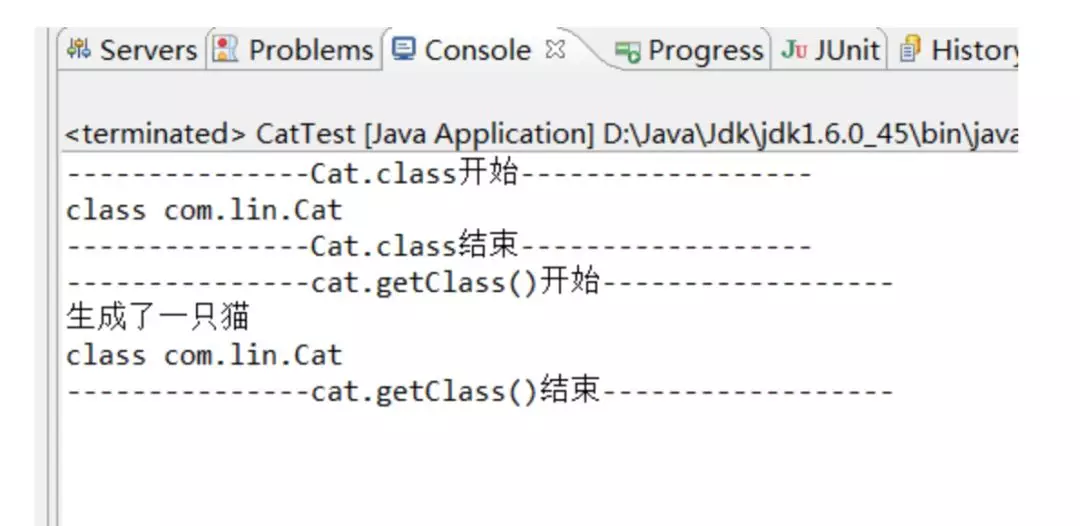 Servers Problems Console Progress JUnit History
<terminated> CatTest [Java Application] D:\Java\Jdk\jdk1.6.0_45\bin\java
---------------Cat.class开始------------------
class com.lin.Cat
---------------Cat.class结束------------------
---------------cat.getClass()开始------------------
生成了一只猫
class com.lin.Cat
---------------cat.getClass()结束------------------